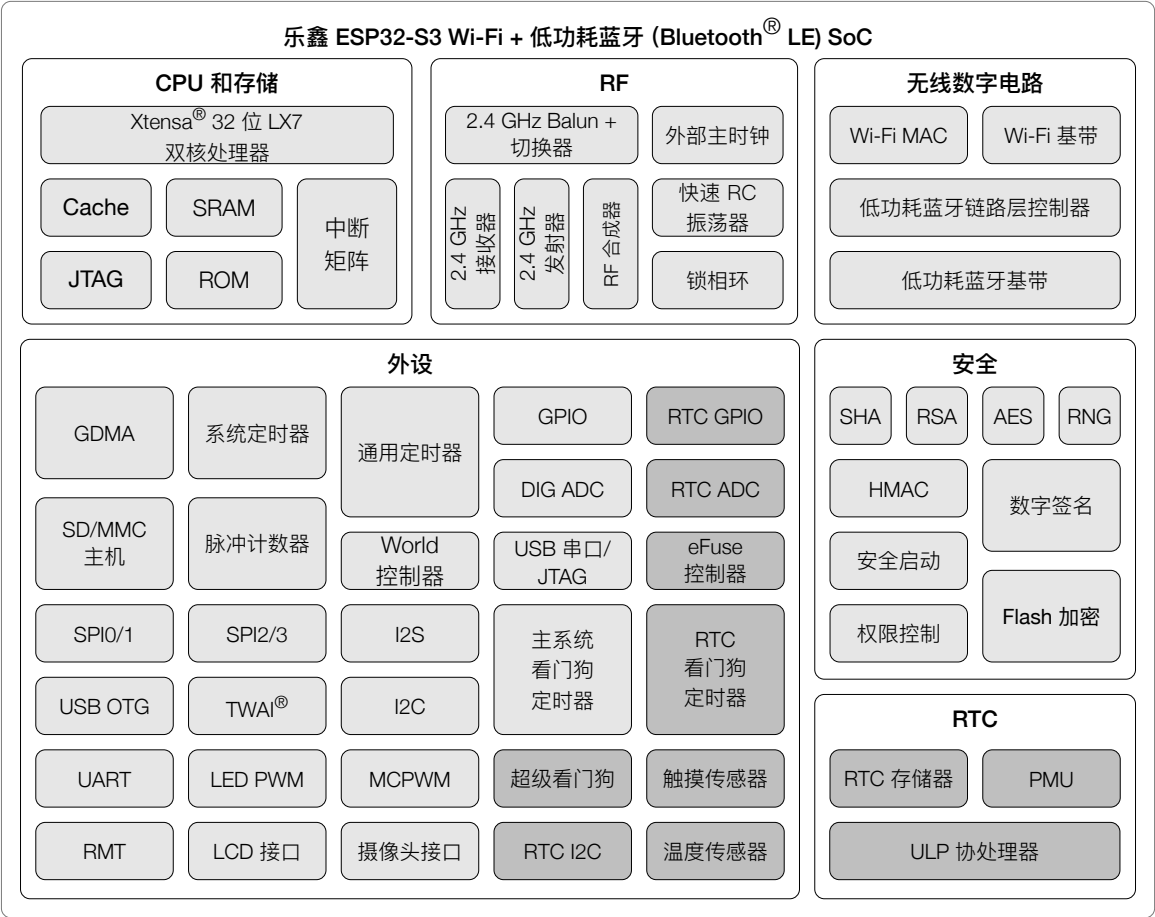 乐鑫 ESP32-S3 Wi-Fi + 低功耗蓝牙 (Bluetooth® LE) SoC
CPU 和存储
Xtensa® 32 位 LX7
双核处理器
Cache
SRAM
中断
矩阵
JTAG
ROM
RF
2.4 GHz Balun +
切换器
外部主时钟
2.4 GHz
接收器
2.4 GHz
发射器
RF 合成器
快速 RC
振荡器
锁相环
无线数字电路
Wi-Fi MAC
Wi-Fi 基带
低功耗蓝牙链路层控制器
低功耗蓝牙基带
外设
GDMA
系统定时器
通用定时器
GPIO
RTC GPIO
DIG ADC
RTC ADC
SD/MMC
主机
脉冲计数器
World
控制器
USB 串口/
JTAG
eFuse
控制器
SPI0/1
SPI2/3
I2S
主系统
看门狗
定时器
RTC
看门狗
定时器
USB OTG
TWAI®
I2C
UART
LED PWM
MCPWM
超级看门狗
触摸传感器
RMT
LCD 接口
摄像头接口
RTC I2C
温度传感器
安全
SHA
RSA
AES
RNG
HMAC
数字签名
安全启动
Flash 加密
权限控制
RTC
RTC 存储器
PMU
ULP 协处理器